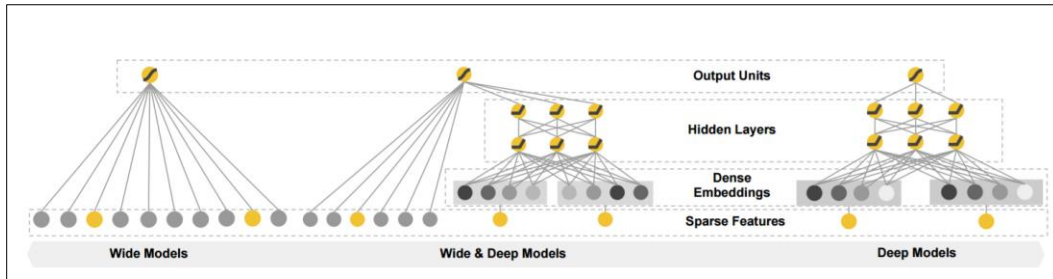 Output Units
Hidden Layers
Dense
Embeddings
Sparse Features
Wide Models
Wide & Deep Models
Deep Models